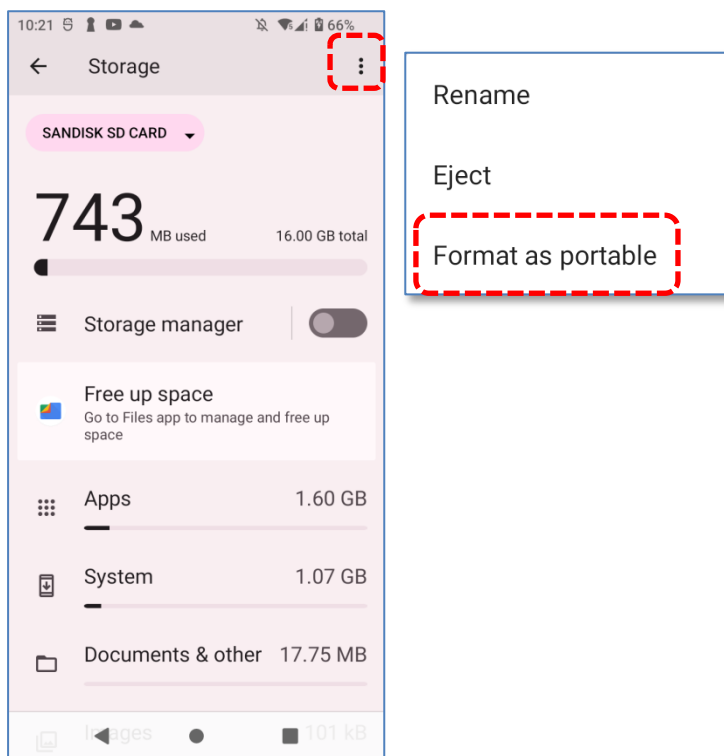 10:21 66%
Storage
SANDISK SD CARD
743 MB used 16.00 GB total
Storage manager
Free up space
Go to Files app to manage and free up
space
Apps 1.60 GB
System 1.07 GB
Documents & other 17.75 MB
Images 101 kB
Rename
Eject
Format as portable